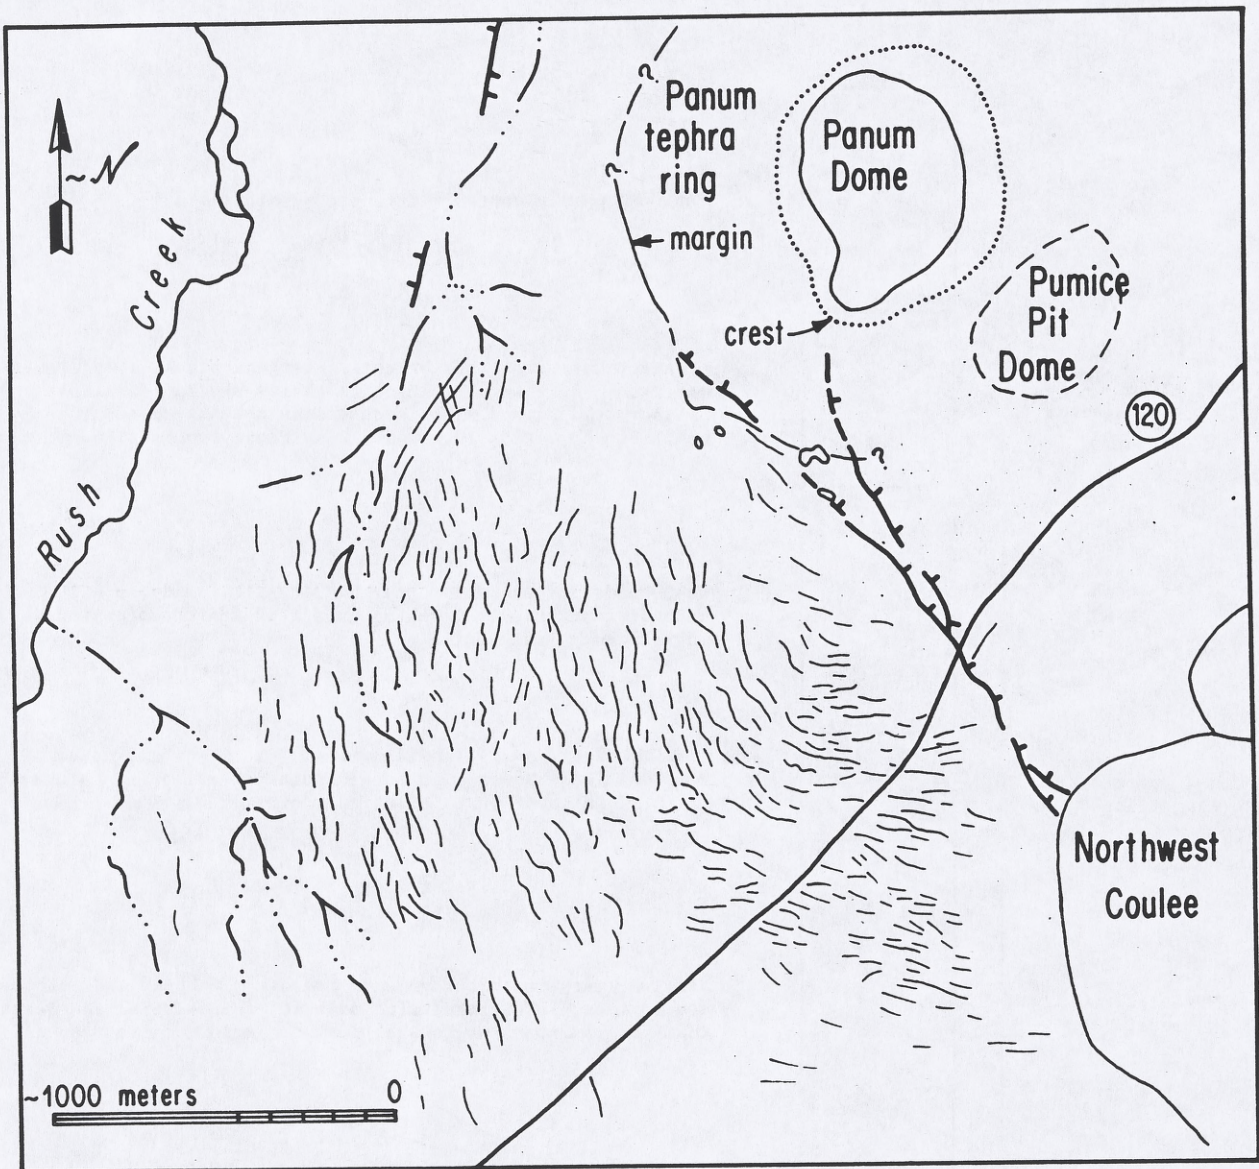 ?
Panum
tephra
ring
Panum
Dome
~N
?
margin
Rush Creek
Pumice
Pit
Dome
crest
120
?
Northwest
Coulee
~1000 meters 0